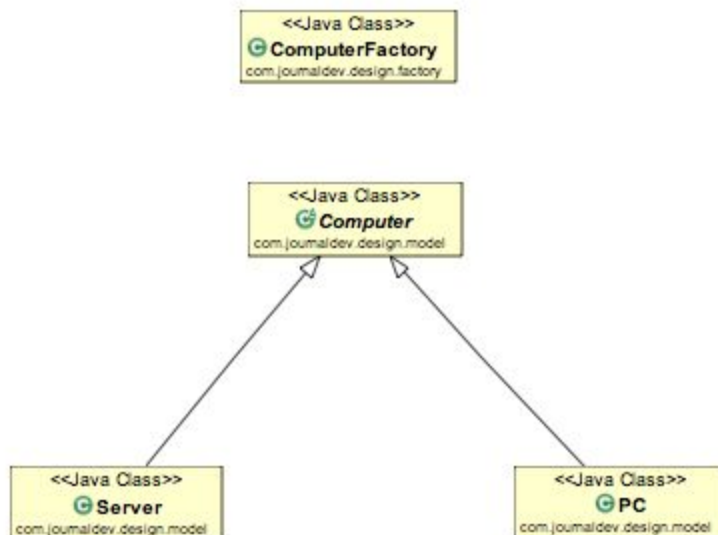 <<Java Class>>
ComputerFactory
com.journaldev.design.factory
<<Java Class>>
Computer
com.journaldev.design.model
<<Java Class>>
Server
com.journaldev.design.model
<<Java Class>>
PC
com.journaldev.design.model